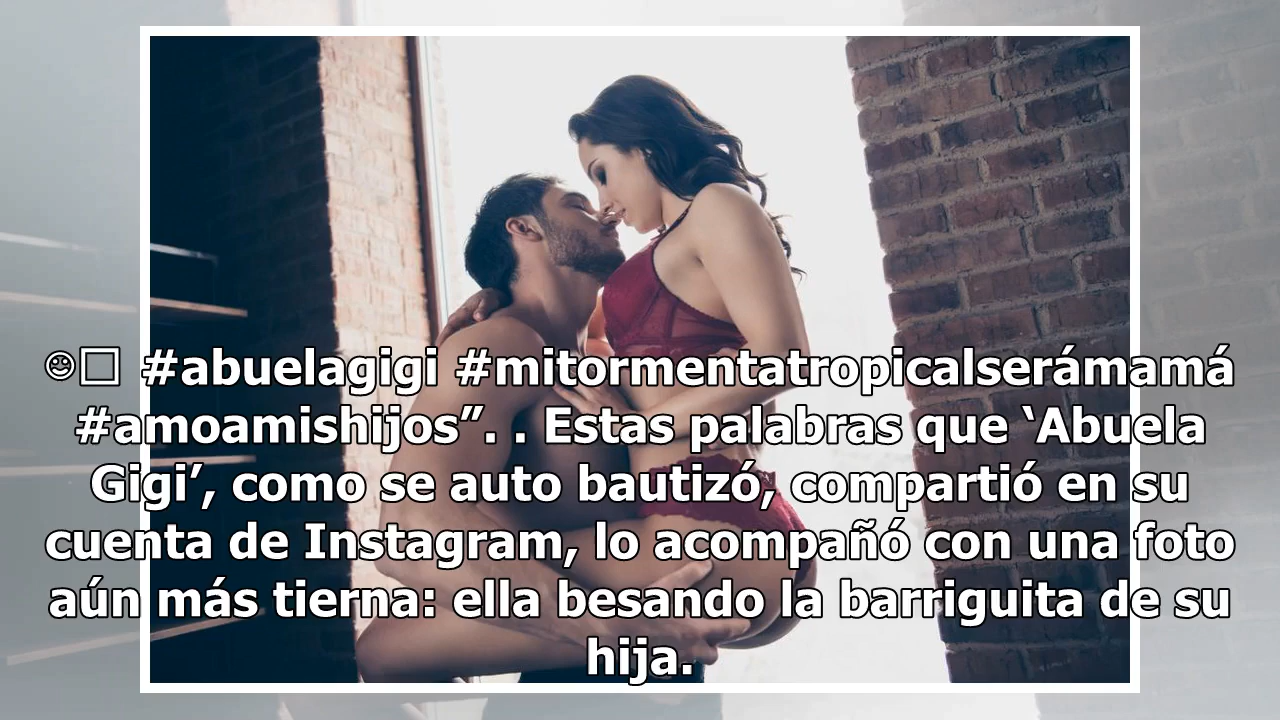 ☺□ #abuelagigi #mitormentatropicalserámamá
#amoamishijos”. . Estas palabras que ‘Abuela
Gigi’, como se auto bautizó, compartió en su
cuenta de Instagram, lo acompañó con una foto
aún más tierna: ella besando la barriguita de su
hija.